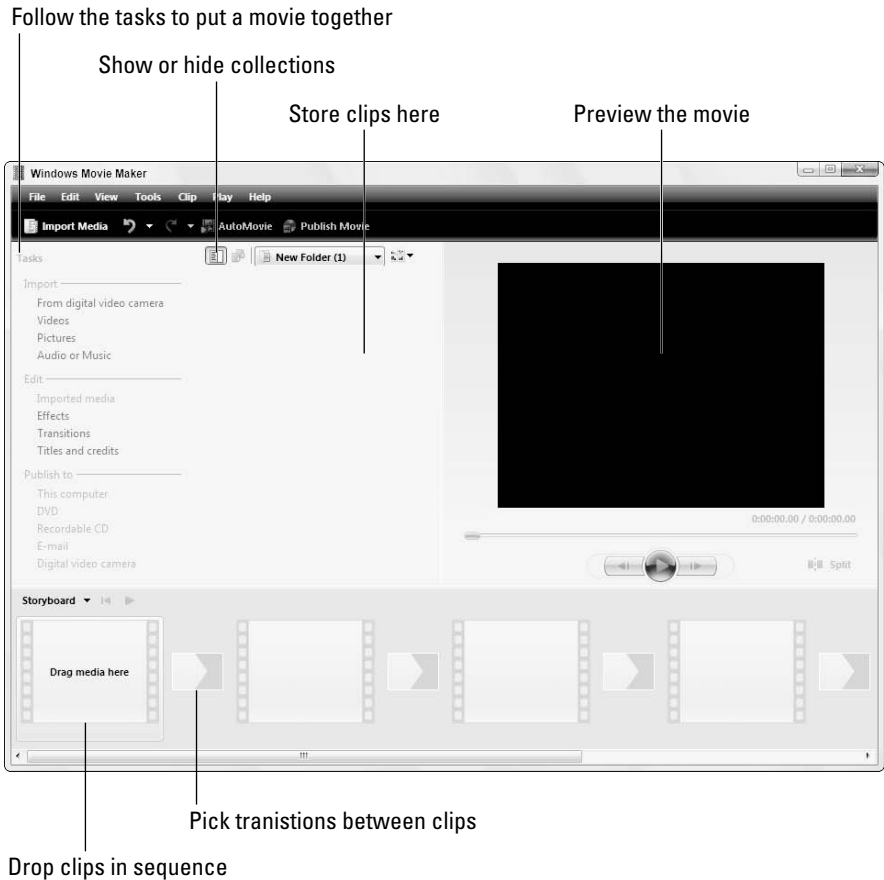 Follow the tasks to put a movie together
Show or hide collections
Store clips here
Preview the movie
Windows Movie Maker
File Edit View Tools Clip Play Help
Import Media AutoMovie Publish Movie
Tasks
New Folder (1)
Import
From digital video camera
Videos
Pictures
Audio or Music
Edit
Imported media
Effects
Transitions
Titles and credits
Publish to
This computer
DVD
Recordable CD
E-mail
Digital video camera
0:00:00.00 / 0:00:00.00
Split
Storyboard
Drag media here
Pick tranistions between clips
Drop clips in sequence